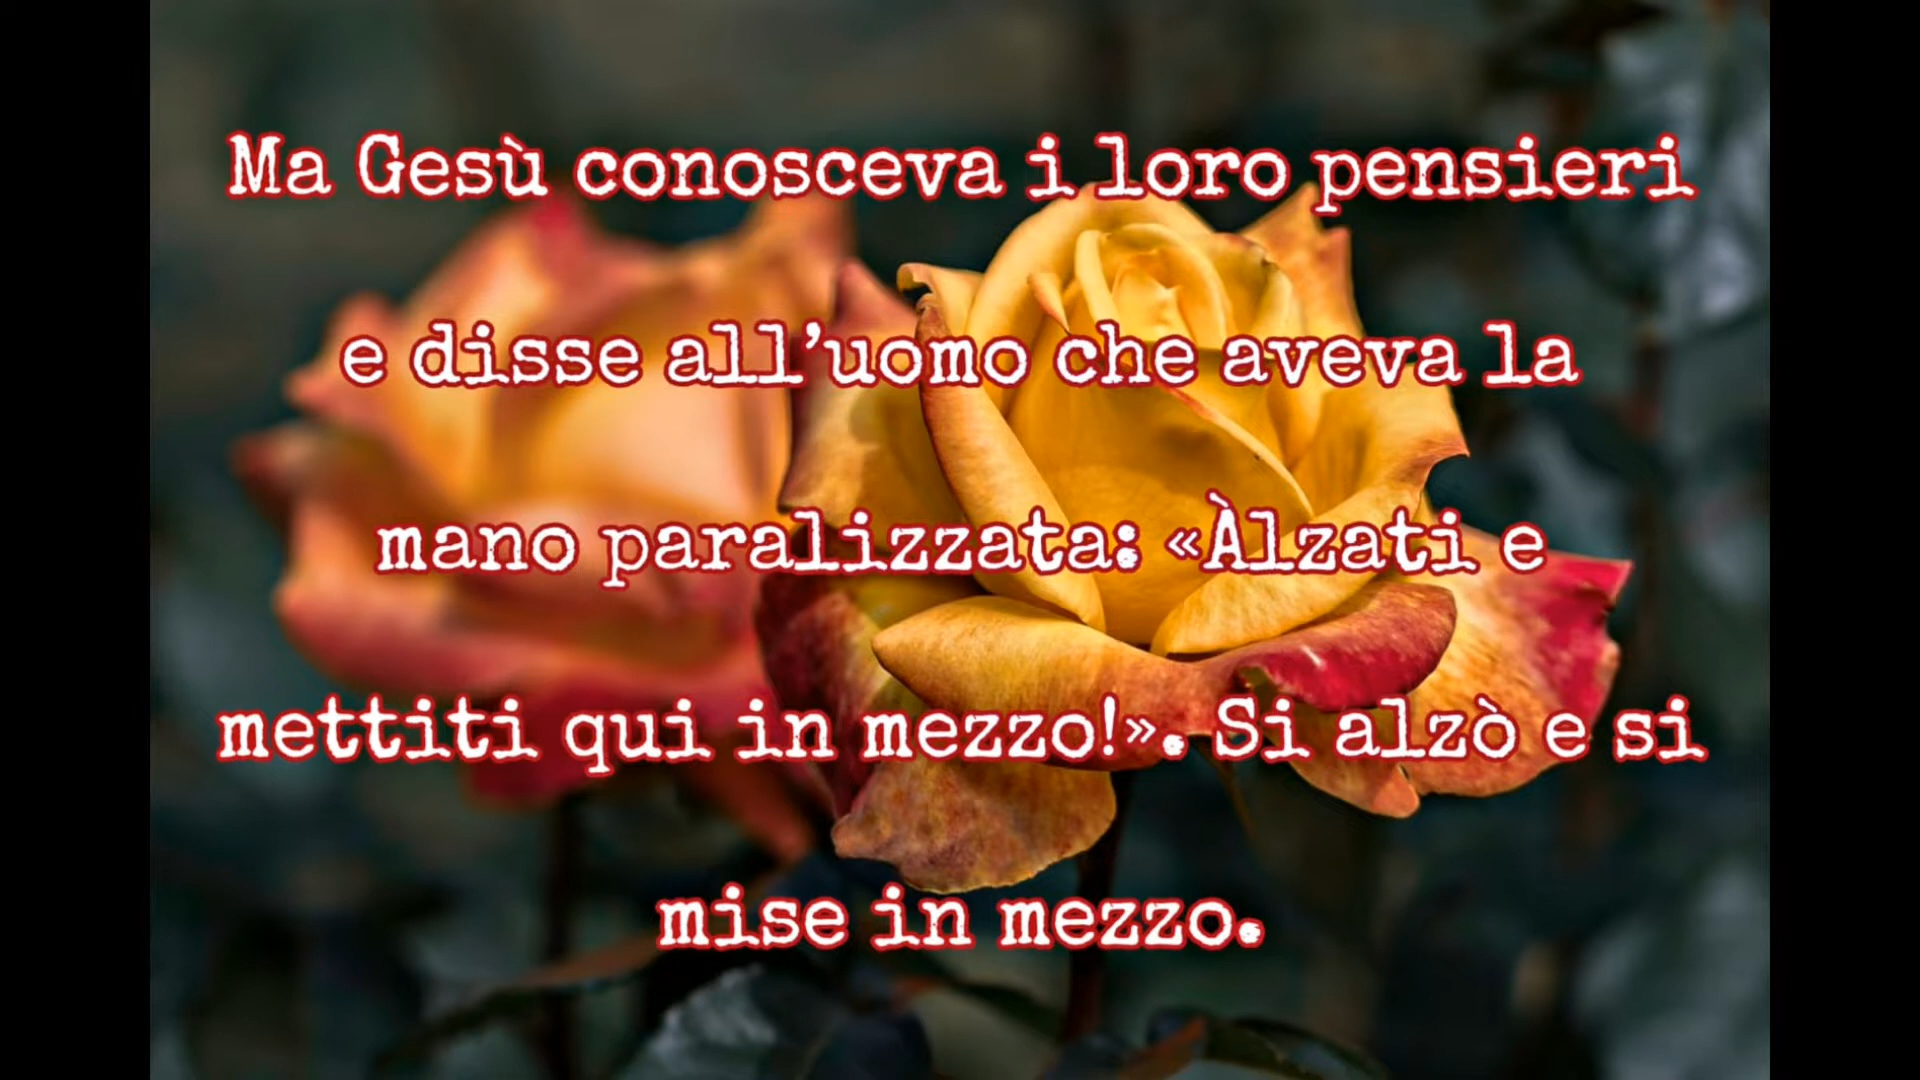 Ma Gesù conosceva i loro pensieri
e disse all’uomo che aveva la
mano paralizzata: «Àlzati e
mettiti qui in mezzo!». Si alzò e si
mise in mezzo.